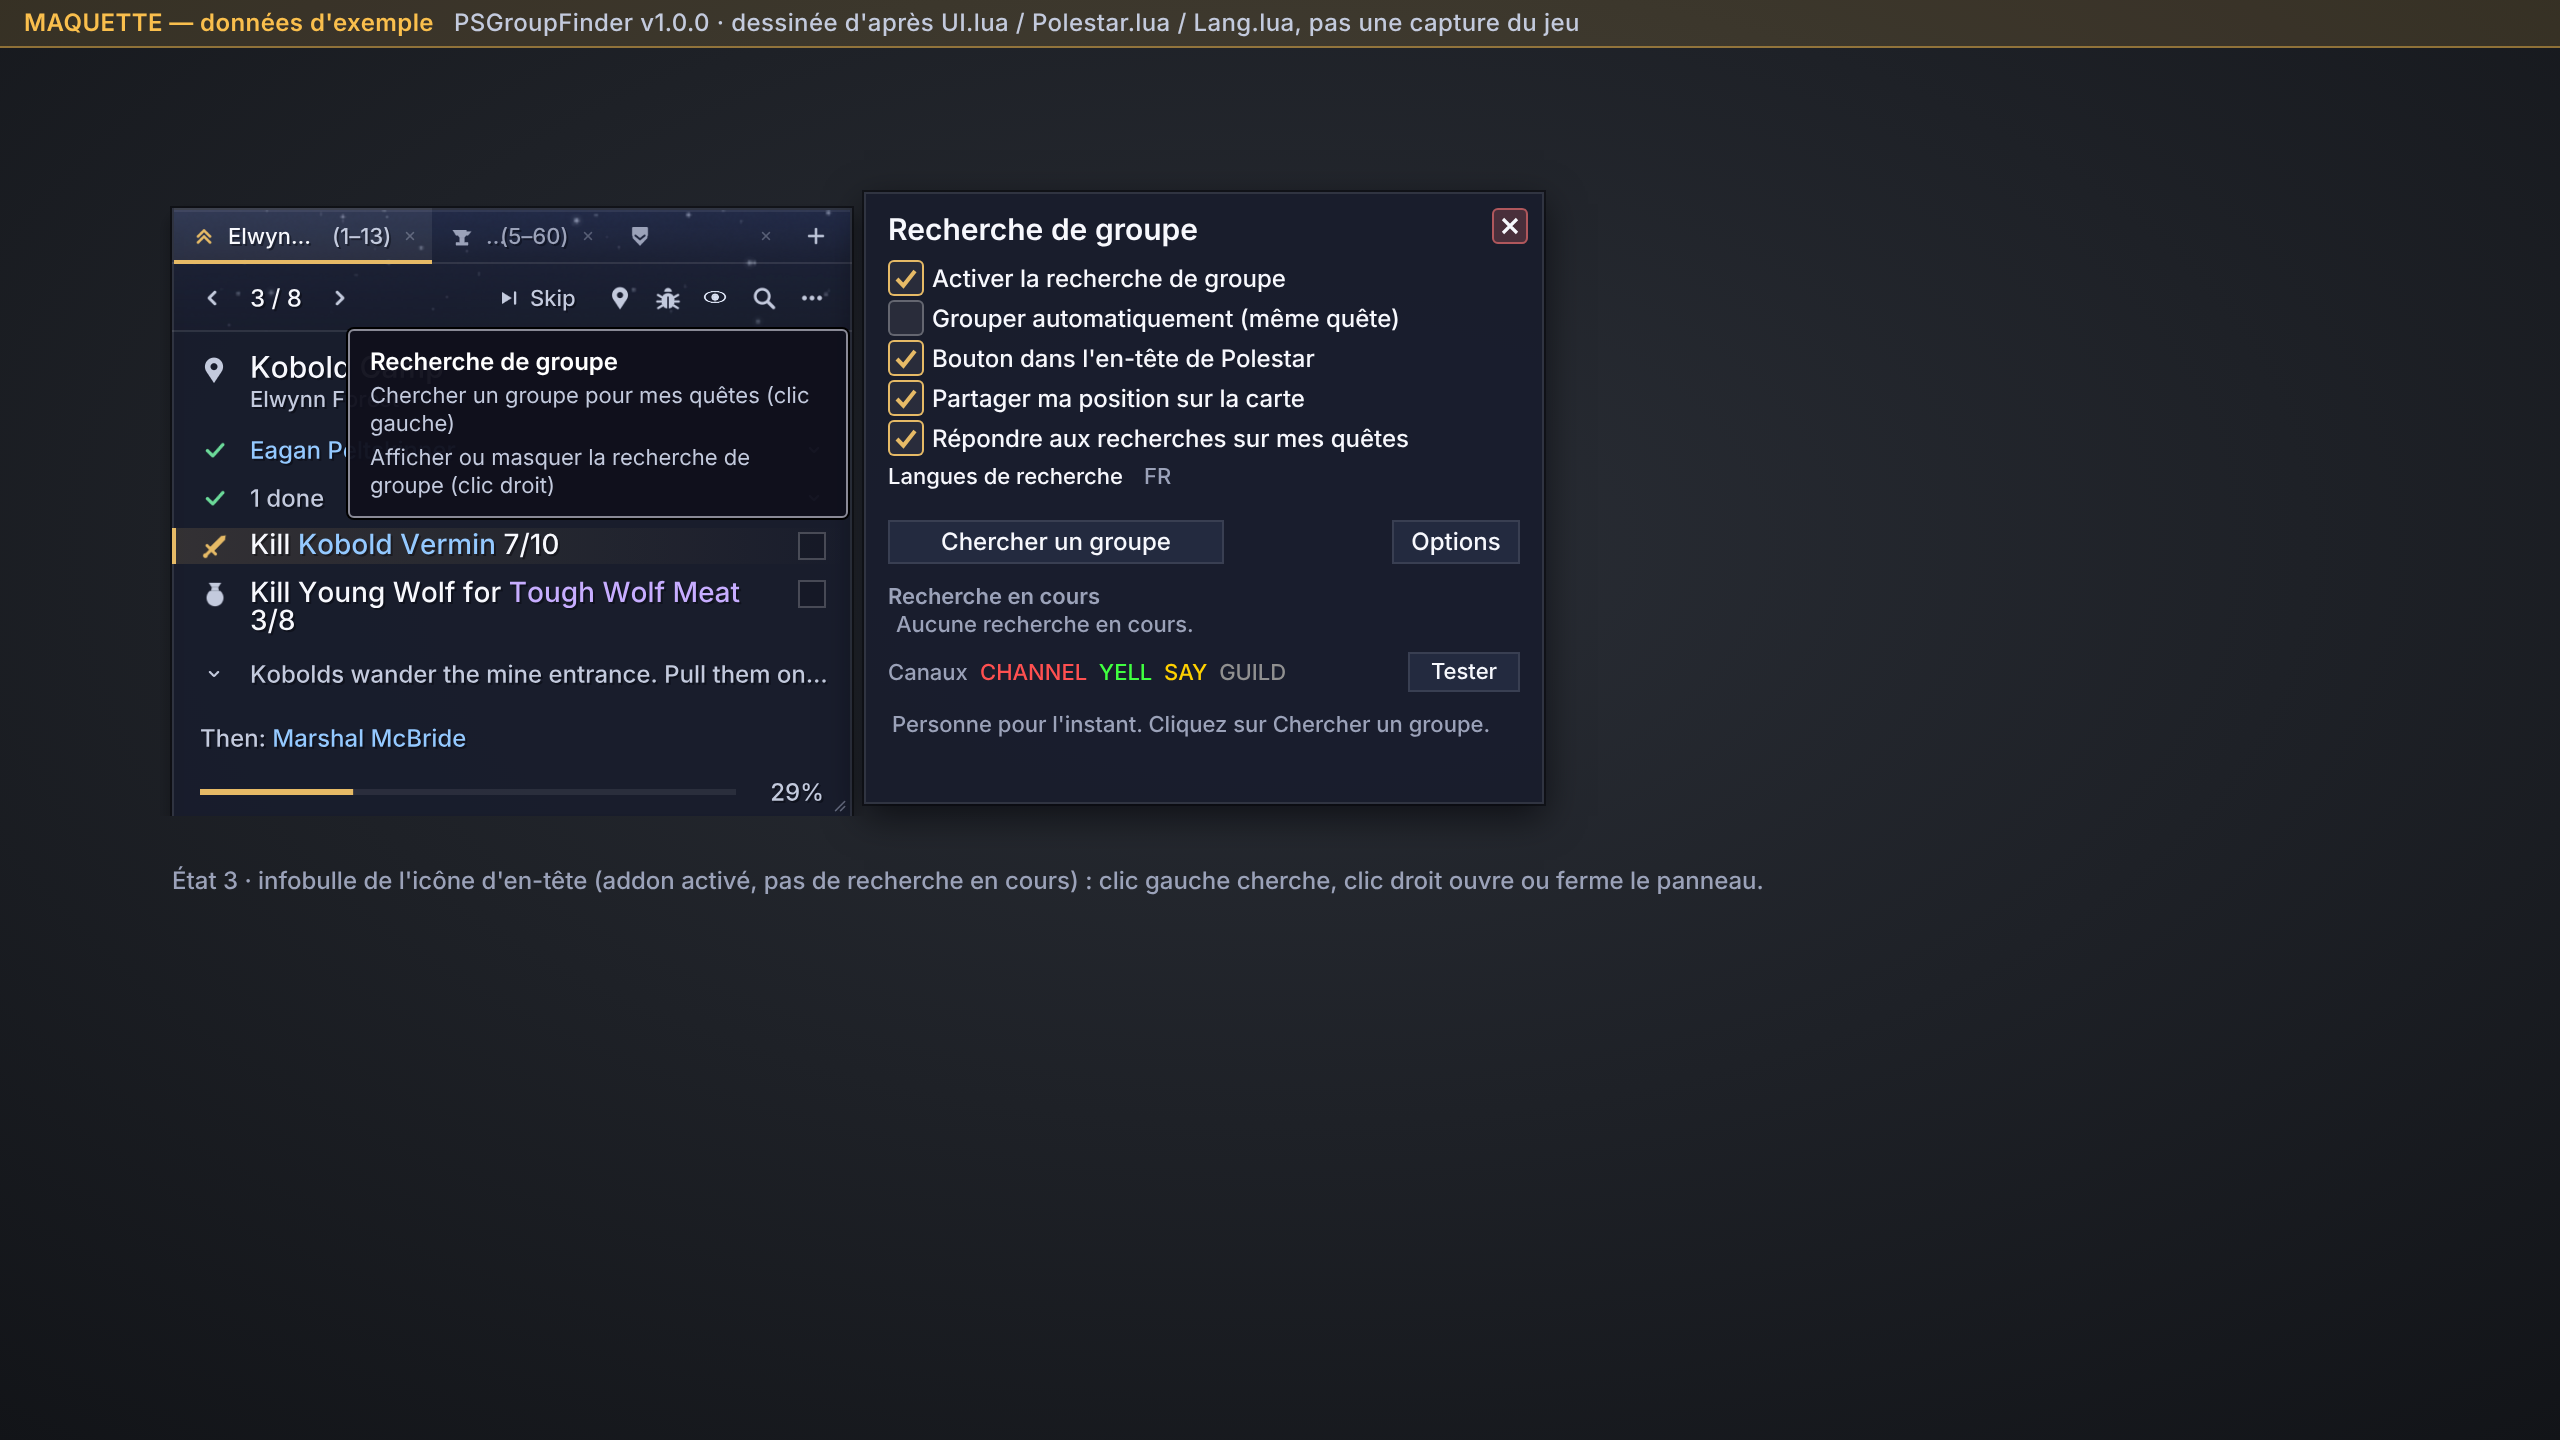 MAQUETTE — données d'exemple PSGroupFinder v1.0.0 · dessinée d'après UI.lua / Polestar.lua / Lang.lua, pas une capture du jeu
Elwyn... (1–13) × ...(5–60) × × +
3 / 8 Skip
Kobold
Elwynn F
Eagan P
1 done
Recherche de groupe
Chercher un groupe pour mes quêtes (clic
gauche)
Afficher ou masquer la recherche de
groupe (clic droit)
Kill Kobold Vermin 7/10
Kill Young Wolf for Tough Wolf Meat
3/8
Kobolds wander the mine entrance. Pull them on...
Then: Marshal McBride
29%
Recherche de groupe
Activer la recherche de groupe
Grouper automatiquement (même quête)
Bouton dans l'en-tête de Polestar
Partager ma position sur la carte
Répondre aux recherches sur mes quêtes
Langues de recherche FR
Chercher un groupe Options
Recherche en cours
Aucune recherche en cours.
Canaux CHANNEL YELL SAY GUILD Tester
Personne pour l'instant. Cliquez sur Chercher un groupe.
État 3 · infobulle de l'icône d'en-tête (addon activé, pas de recherche en cours) : clic gauche cherche, clic droit ouvre ou ferme le panneau.